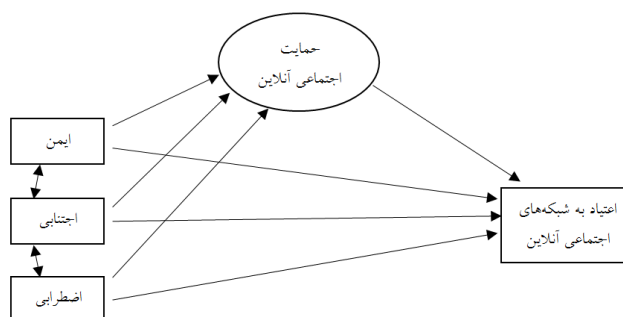 حمایت
اجتماعی آنلاین
ایمن
اجتنابی
اضطرابی
اعتیاد به شبکه‌های
اجتماعی آنلاین